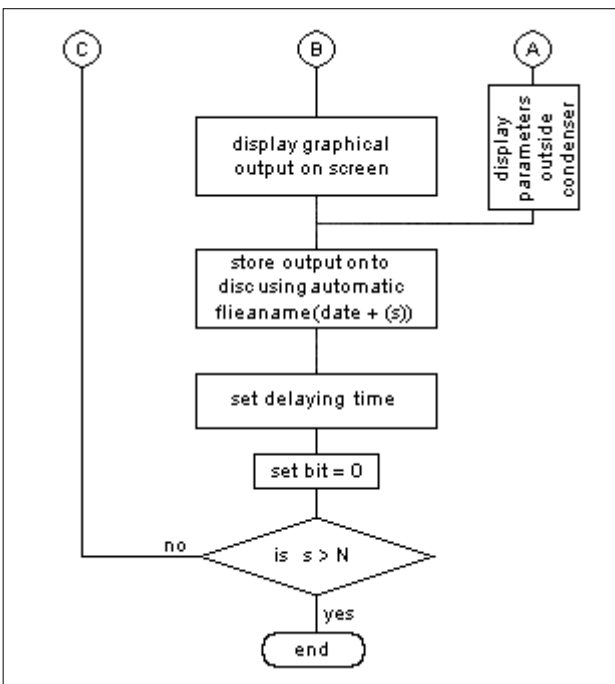 C
B
A
display graphical
output on screen
display
parameters
outside
condenser
store output onto
disc using automatic
flieaname(date + (s))
set delaying time
set bit = 0
is s > N
no
yes
end